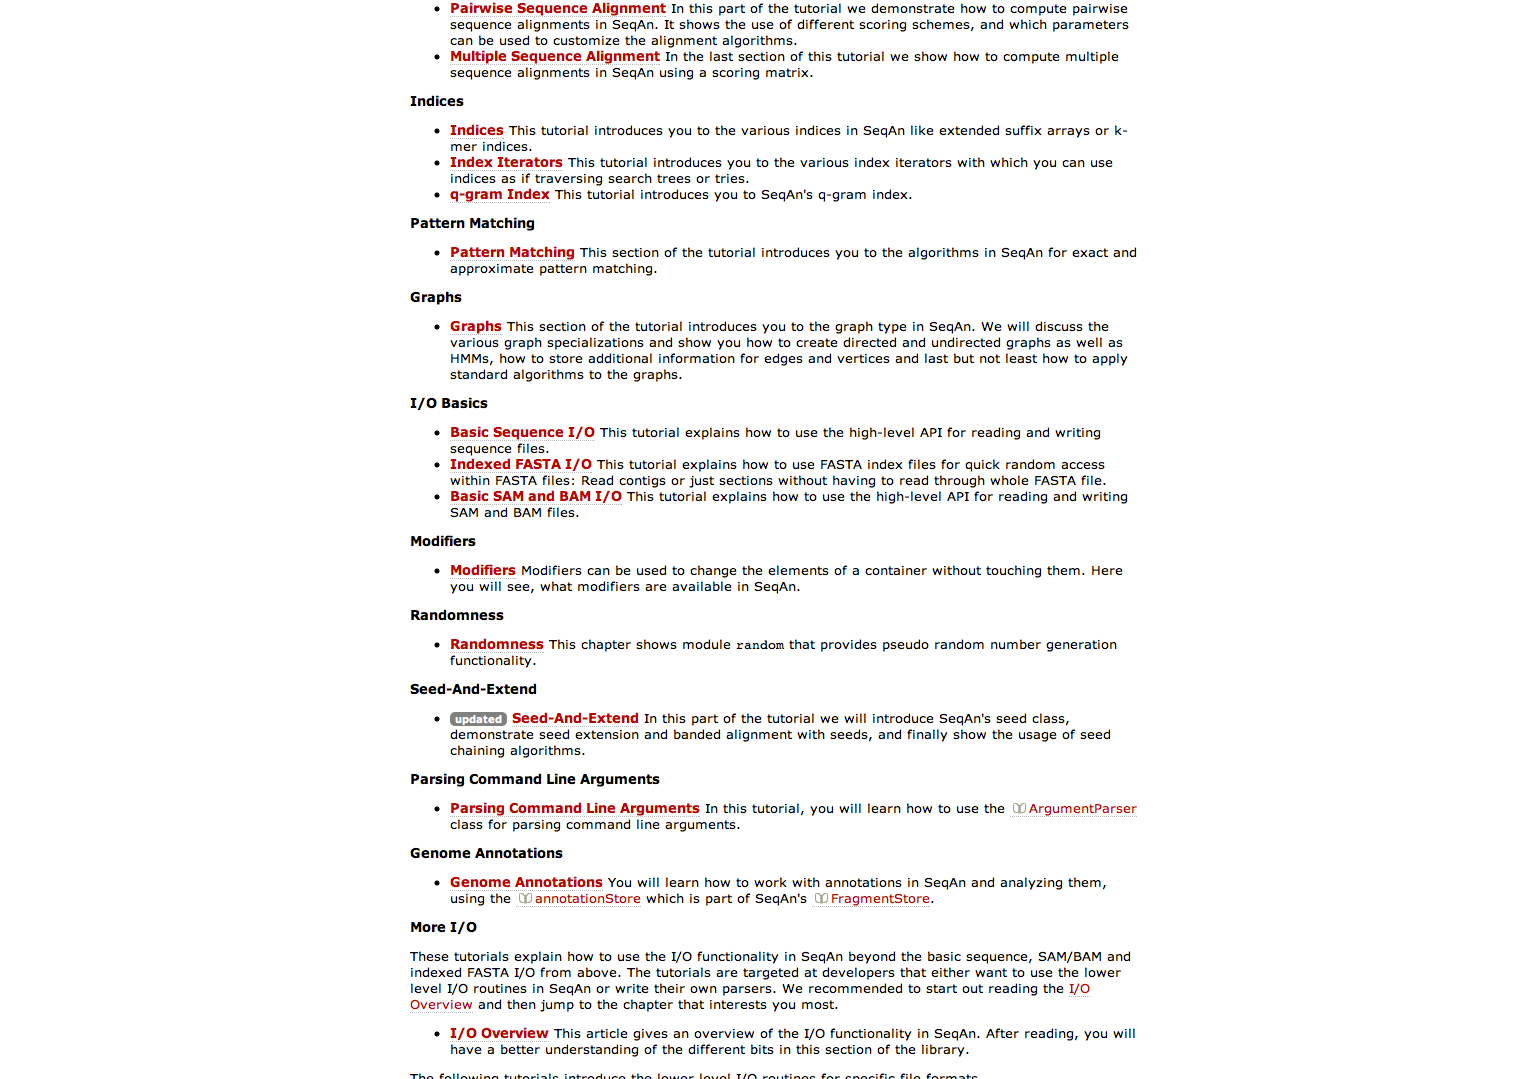 Pairwise Sequence Alignment In this part of the tutorial we demonstrate how to compute pairwise
sequence alignments in SeqAn. It shows the use of different scoring schemes, and which parameters
can be used to customize the alignment algorithms.
Multiple Sequence Alignment In the last section of this tutorial we show how to compute multiple
sequence alignments in SeqAn using a scoring matrix.
Indices
Indices This tutorial introduces you to the various indices in SeqAn like extended suffix arrays or k-
mer indices.
Index Iterators This tutorial introduces you to the various index iterators with which you can use
indices as if traversing search trees or tries.
q-gram Index This tutorial introduces you to SeqAn's q-gram index.
Pattern Matching
Pattern Matching This section of the tutorial introduces you to the algorithms in SeqAn for exact and
approximate pattern matching.
Graphs
Graphs This section of the tutorial introduces you to the graph type in SeqAn. We will discuss the
various graph specializations and show you how to create directed and undirected graphs as well as
HMMs, how to store additional information for edges and vertices and last but not least how to apply
standard algorithms to the graphs.
I/O Basics
Basic Sequence I/O This tutorial explains how to use the high-level API for reading and writing
sequence files.
Indexed FASTA I/O This tutorial explains how to use FASTA index files for quick random access
within FASTA files: Read contigs or just sections without having to read through whole FASTA file.
Basic SAM and BAM I/O This tutorial explains how to use the high-level API for reading and writing
SAM and BAM files.
Modifiers
Modifiers Modifiers can be used to change the elements of a container without touching them. Here
you will see, what modifiers are available in SeqAn.
Randomness
Randomness This chapter shows module random that provides pseudo random number generation
functionality.
Seed-And-Extend
updated Seed-And-Extend In this part of the tutorial we will introduce SeqAn's seed class,
demonstrate seed extension and banded alignment with seeds, and finally show the usage of seed
chaining algorithms.
Parsing Command Line Arguments
Parsing Command Line Arguments In this tutorial, you will learn how to use the ArgumentParser
class for parsing command line arguments.
Genome Annotations
Genome Annotations You will learn how to work with annotations in SeqAn and analyzing them,
using the annotationStore which is part of SeqAn's FragmentStore.
More I/O
These tutorials explain how to use the I/O functionality in SeqAn beyond the basic sequence, SAM/BAM and
indexed FASTA I/O from above. The tutorials are targeted at developers that either want to use the lower
level I/O routines in SeqAn or write their own parsers. We recommended to start out reading the I/O
Overview and then jump to the chapter that interests you most.
I/O Overview This article gives an overview of the I/O functionality in SeqAn. After reading, you will
have a better understanding of the different bits in this section of the library.
The following tutorials introduce the lower level I/O routines for specific file formats.